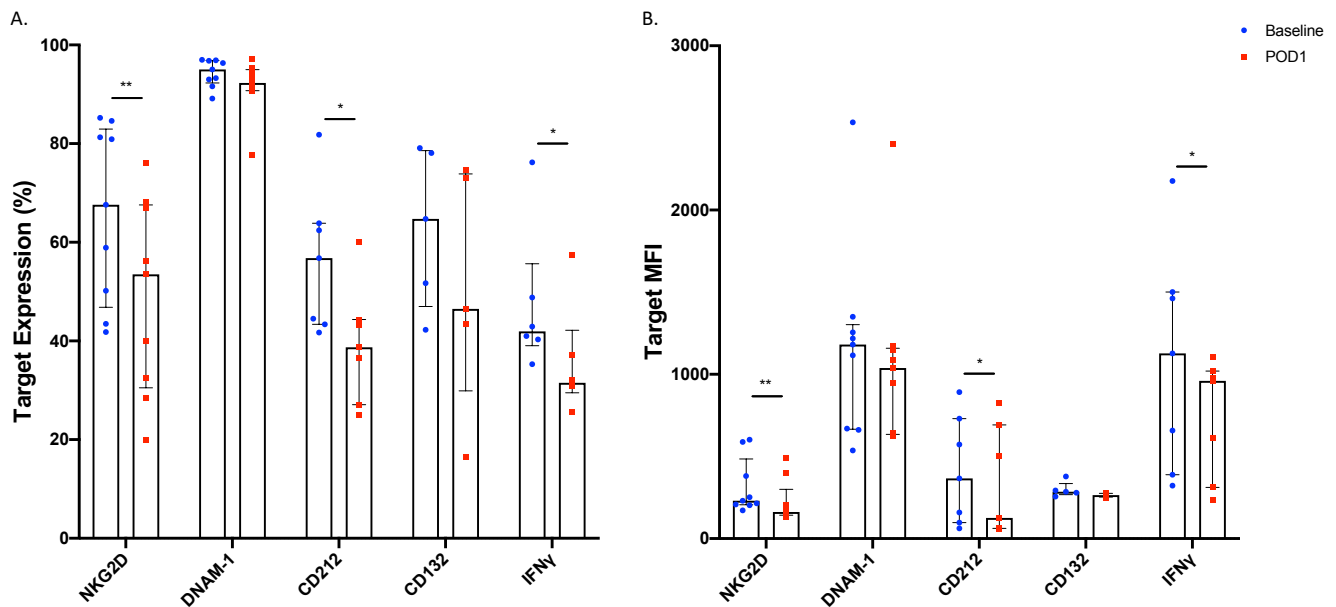 A.
B.
Baseline
POD1
Target Expression (%)
100
80
60
40
20
0
**
*
*
NKG2D
DNAM-1
CD212
CD132
IFNγ
Target MFI
3000
2000
1000
0
**
*
*
NKG2D
DNAM-1
CD212
CD132
IFNγ